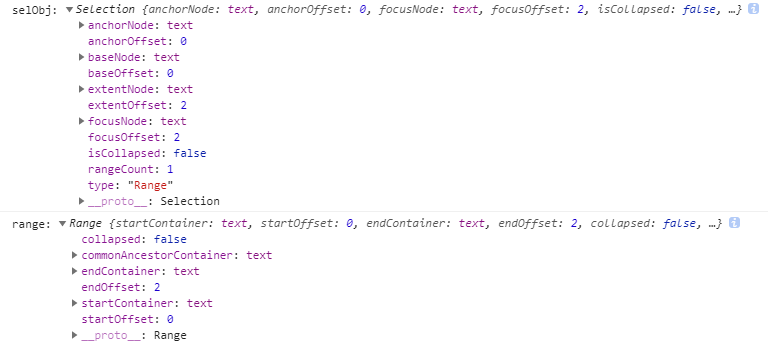 selObj: ▼Selection {anchorNode: text, anchorOffset: 0, focusNode: text, focusOffset: 2, isCollapsed: false, …} i
▶anchorNode: text
anchorOffset: 0
▶baseNode: text
baseOffset: 0
▶extentNode: text
extentOffset: 2
▶focusNode: text
focusOffset: 2
isCollapsed: false
rangeCount: 1
type: "Range"
▶__proto__: Selection
range: ▼Range {startContainer: text, startOffset: 0, endContainer: text, endOffset: 2, collapsed: false, …} i
collapsed: false
▶commonAncestorContainer: text
▶endContainer: text
endOffset: 2
▶startContainer: text
startOffset: 0
▶__proto__: Range